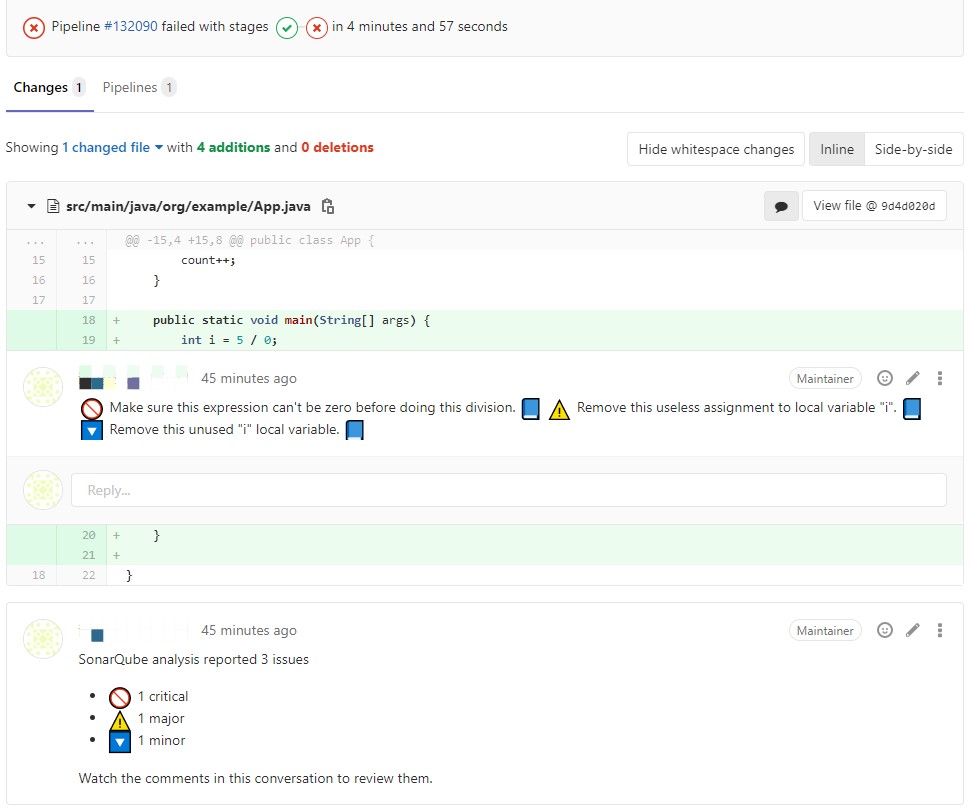 Pipeline #132090 failed with stages in 4 minutes and 57 seconds
Changes 1 Pipelines 1
Showing 1 changed file with 4 additions and 0 deletions
Hide whitespace changes Inline Side-by-side
src/main/java/org/example/App.java View file @ 9d4d020d
... ... @@ -15,4 +15,8 @@ public class App {
15 15 count++;
16 16 }
17 17
18 + public static void main(String[] args) {
19 + int i = 5 / 0;
45 minutes ago Maintainer
Make sure this expression can't be zero before doing this division. Remove this useless assignment to local variable "i".
Remove this unused "i" local variable.
Reply...
20 + }
21 +
18 22 }
45 minutes ago Maintainer
SonarQube analysis reported 3 issues
• 1 critical
• 1 major
• 1 minor
Watch the comments in this conversation to review them.